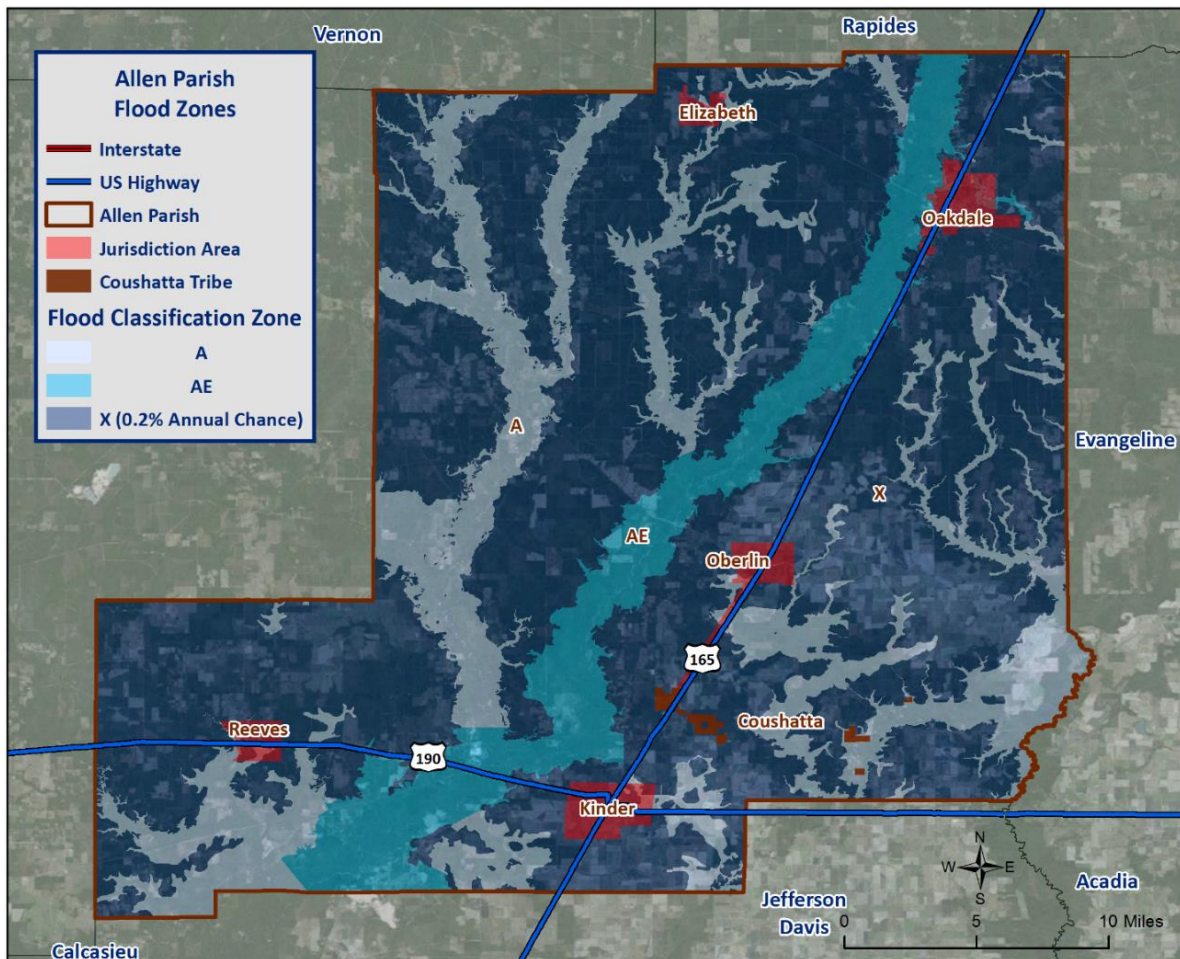 Vernon
Rapides
Allen Parish
Flood Zones
Interstate
US Highway
Allen Parish
Jurisdiction Area
Coushatta Tribe
Flood Classification Zone
A
AE
X (0.2% Annual Chance)
Elizabeth
Oakdale
A
Evangeline
X
AE
Oberlin
165
Reeves
Coushatta
190
Kinder
N
W E
S
Jefferson
Davis
Acadia
0 5 10 Miles
Calcasieu